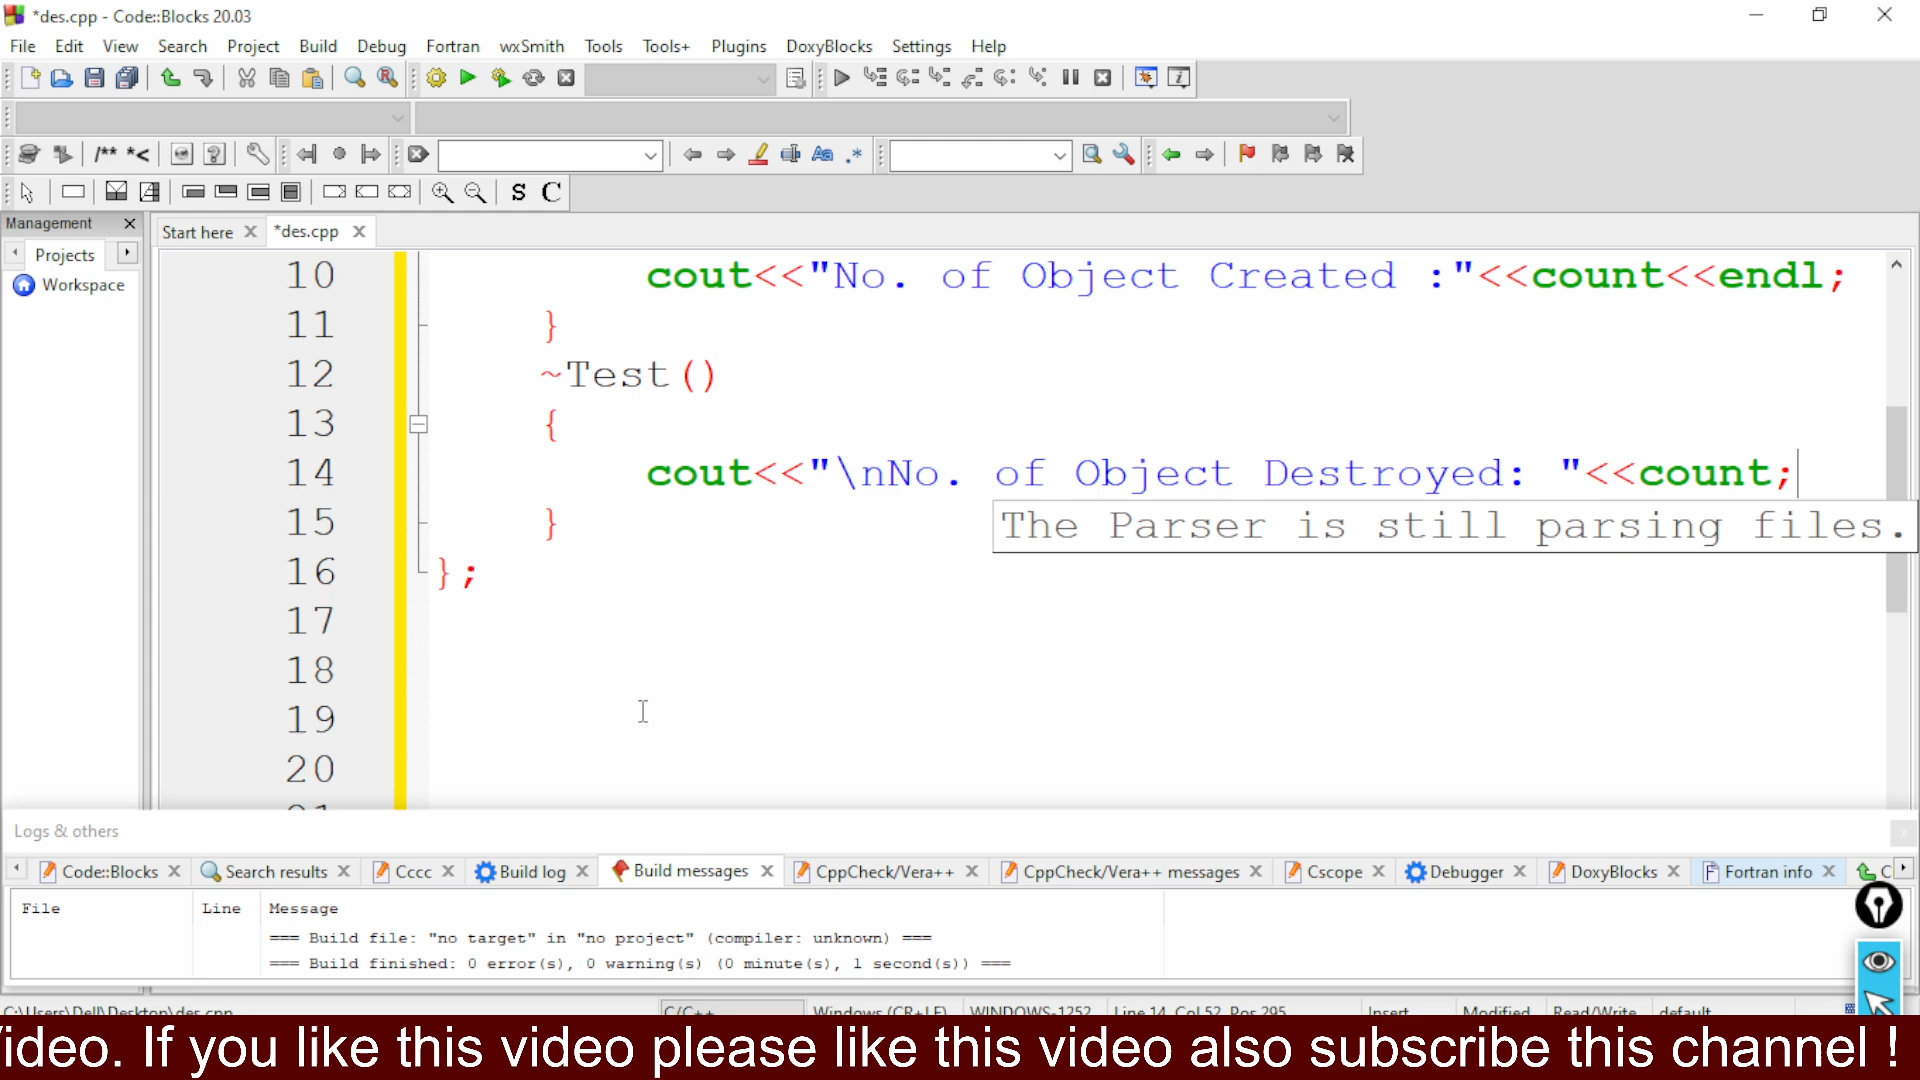 *des.cpp - Code::Blocks 20.03
File Edit View Search Project Build Debug Fortran wxSmith Tools Tools+ Plugins DoxyBlocks Settings Help
/** *<
Aa .*
S C
Management
Start here *des.cpp
Projects
Workspace
10 cout<<"No. of Object Created :"<<count<<endl;
11 }
12 ~Test()
13 {
14 cout<<"\nNo. of Object Destroyed: "<<count;
The Parser is still parsing files.
15 }
16 };
17
18
19
20
Logs & others
Code::Blocks Search results Cccc Build log Build messages CppCheck/Vera++ CppCheck/Vera++ messages Cscope Debugger DoxyBlocks Fortran info C
File Line Message
=== Build file: "no target" in "no project" (compiler: unknown) ===
=== Build finished: 0 error(s), 0 warning(s) (0 minute(s), 1 second(s)) ===
C:\Users\Dell\Desktop\des.cpp C/C++ Windows (CR+LF) WINDOWS-1252 Line 14, Col 52, Pos 295 Insert Modified Read/Write default
ideo. If you like this video please like this video also subscribe this channel !